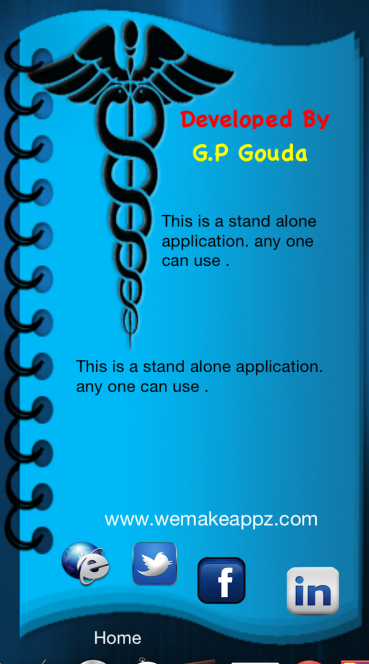 Developed By
G.P Gouda
This is a stand alone
application. any one
can use .
This is a stand alone application.
any one can use .
www.wemakeappz.com
f
in
Home